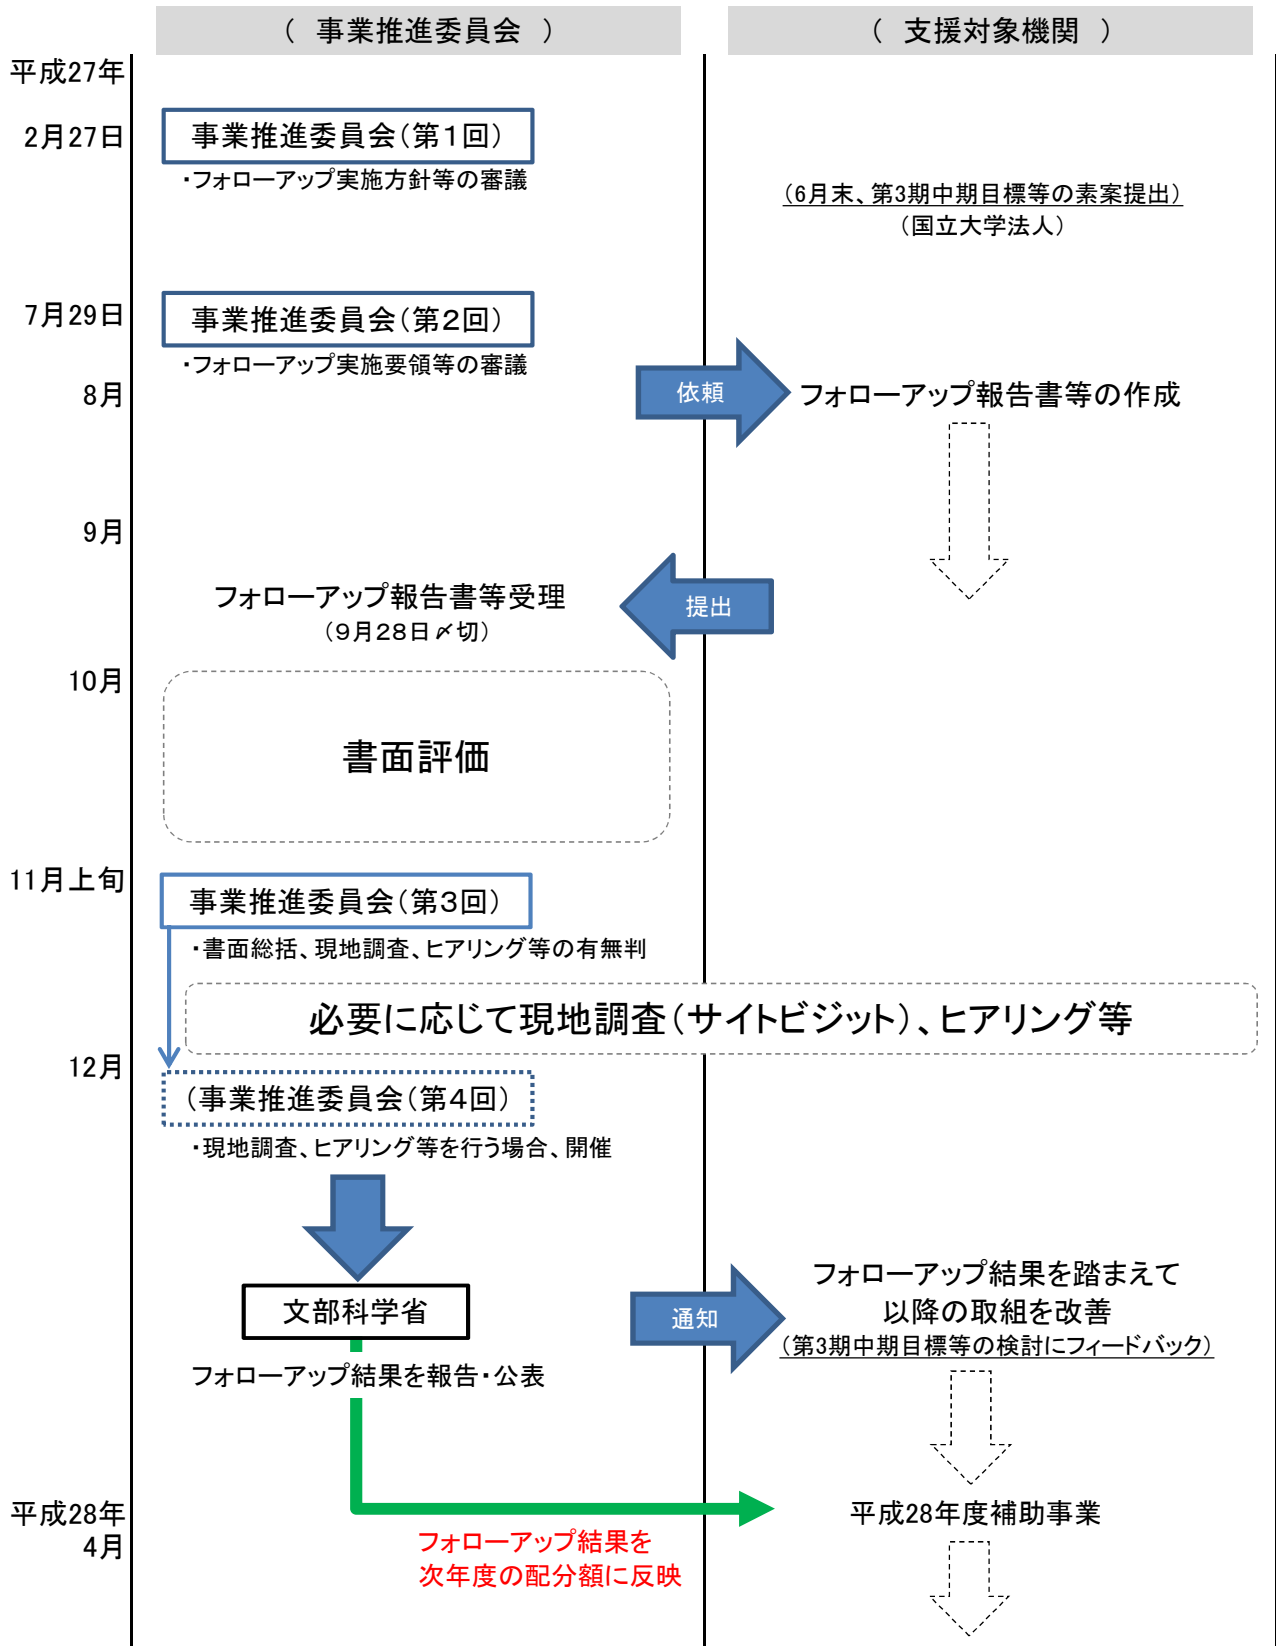 （ 事業推進委員会 ）
（ 支援対象機関 ）
平成27年
2月27日
事業推進委員会（第１回）
・フォローアップ実施方針等の審議
（6月末、第3期中期目標等の素案提出）
（国立大学法人）
7月29日
事業推進委員会（第２回）
・フォローアップ実施要領等の審議
8月
依頼
フォローアップ報告書等の作成
9月
フォローアップ報告書等受理
（９月２８日〆切）
提出
10月
書面評価
11月上旬
事業推進委員会（第３回）
・書面総括、現地調査、ヒアリング等の有無判
必要に応じて現地調査（サイトビジット）、ヒアリング等
12月
（事業推進委員会（第４回）
・現地調査、ヒアリング等を行う場合、開催
文部科学省
通知
フォローアップ結果を踏まえて
以降の取組を改善
（第3期中期目標等の検討にフィードバック）
フォローアップ結果を報告・公表
平成28年
4月
平成28年度補助事業
フォローアップ結果を
次年度の配分額に反映